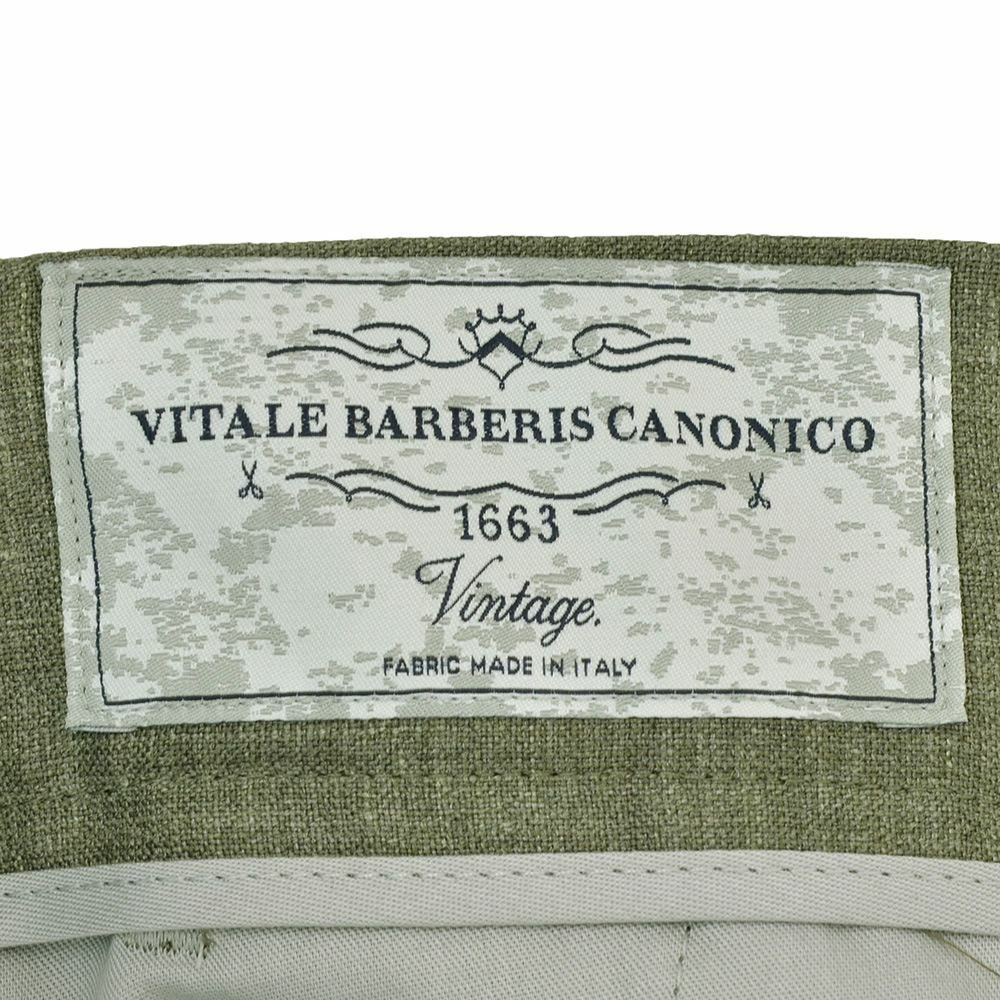 VITALE BARBERIS CANONICO
1663
Vintage.
FABRIC MADE IN ITALY